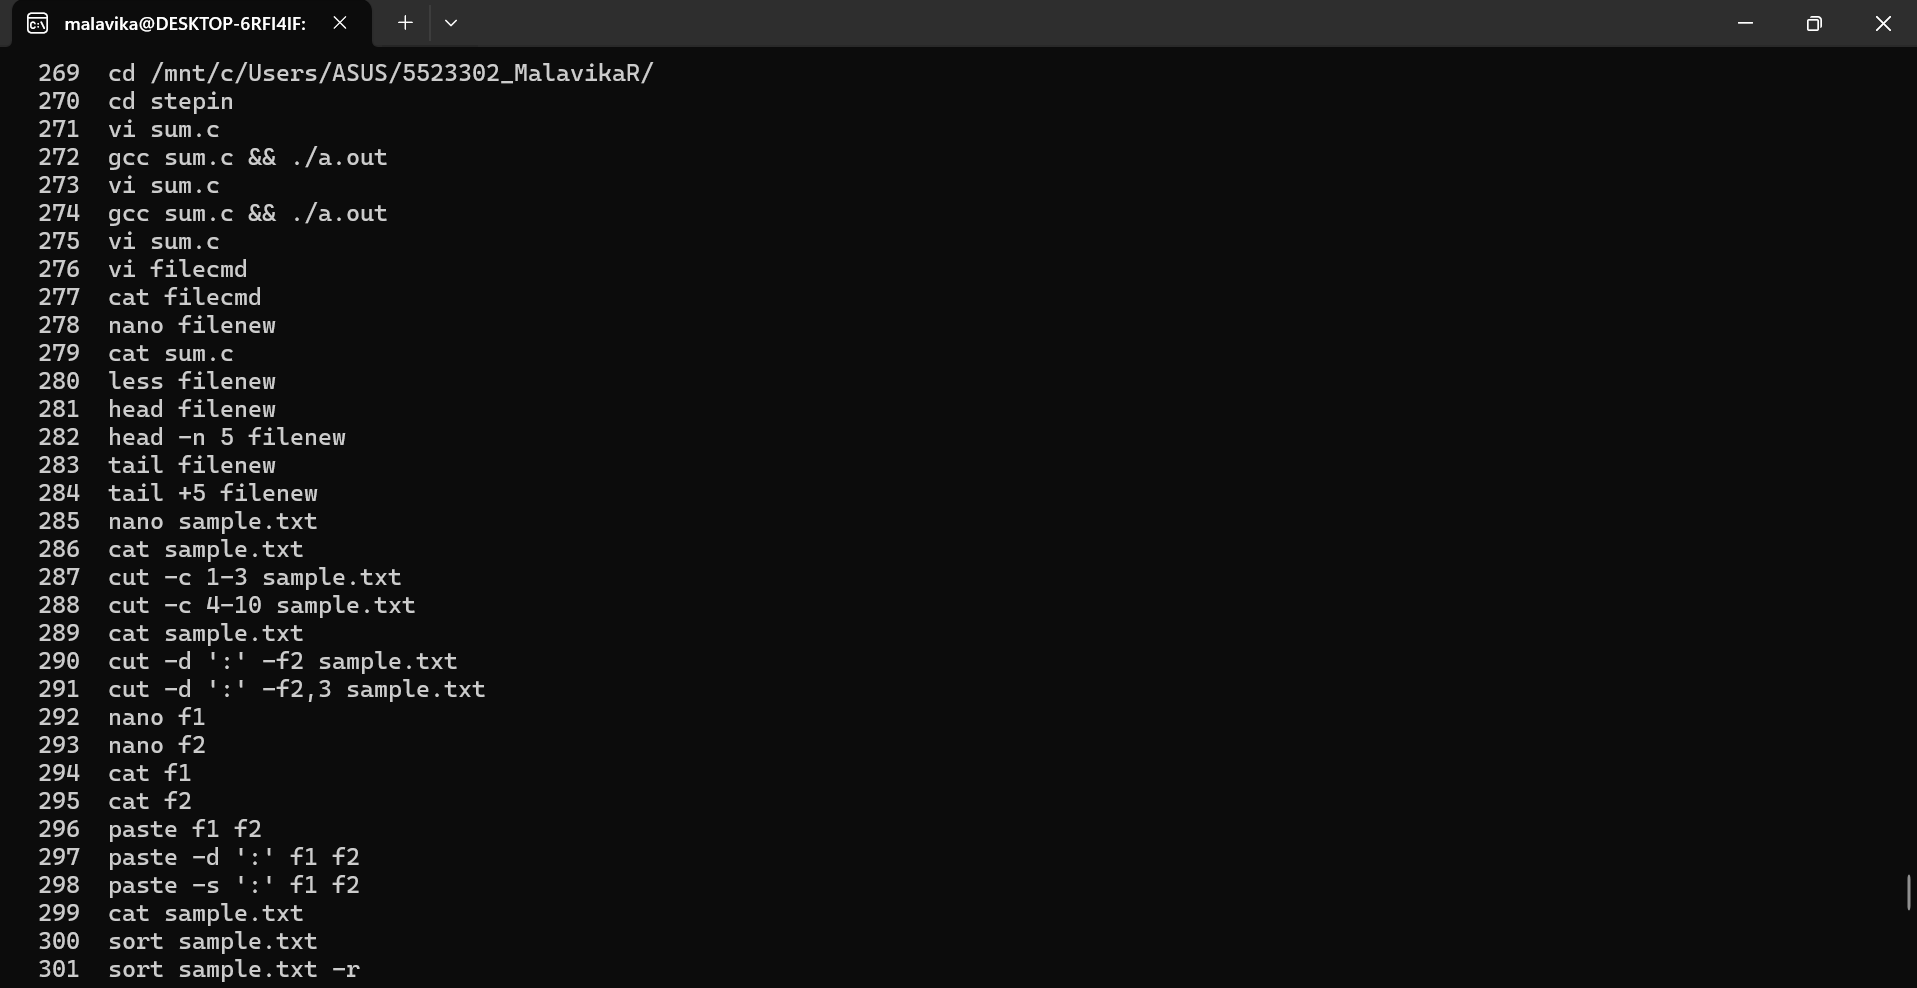 malavika@DESKTOP-6RFI4IF:
269 cd /mnt/c/Users/ASUS/5523302_MalavikaR/
270 cd stepin
271 vi sum.c
272 gcc sum.c && ./a.out
273 vi sum.c
274 gcc sum.c && ./a.out
275 vi sum.c
276 vi filecmd
277 cat filecmd
278 nano filenew
279 cat sum.c
280 less filenew
281 head filenew
282 head -n 5 filenew
283 tail filenew
284 tail +5 filenew
285 nano sample.txt
286 cat sample.txt
287 cut -c 1-3 sample.txt
288 cut -c 4-10 sample.txt
289 cat sample.txt
290 cut -d ':' -f2 sample.txt
291 cut -d ':' -f2,3 sample.txt
292 nano f1
293 nano f2
294 cat f1
295 cat f2
296 paste f1 f2
297 paste -d ':' f1 f2
298 paste -s ':' f1 f2
299 cat sample.txt
300 sort sample.txt
301 sort sample.txt -r